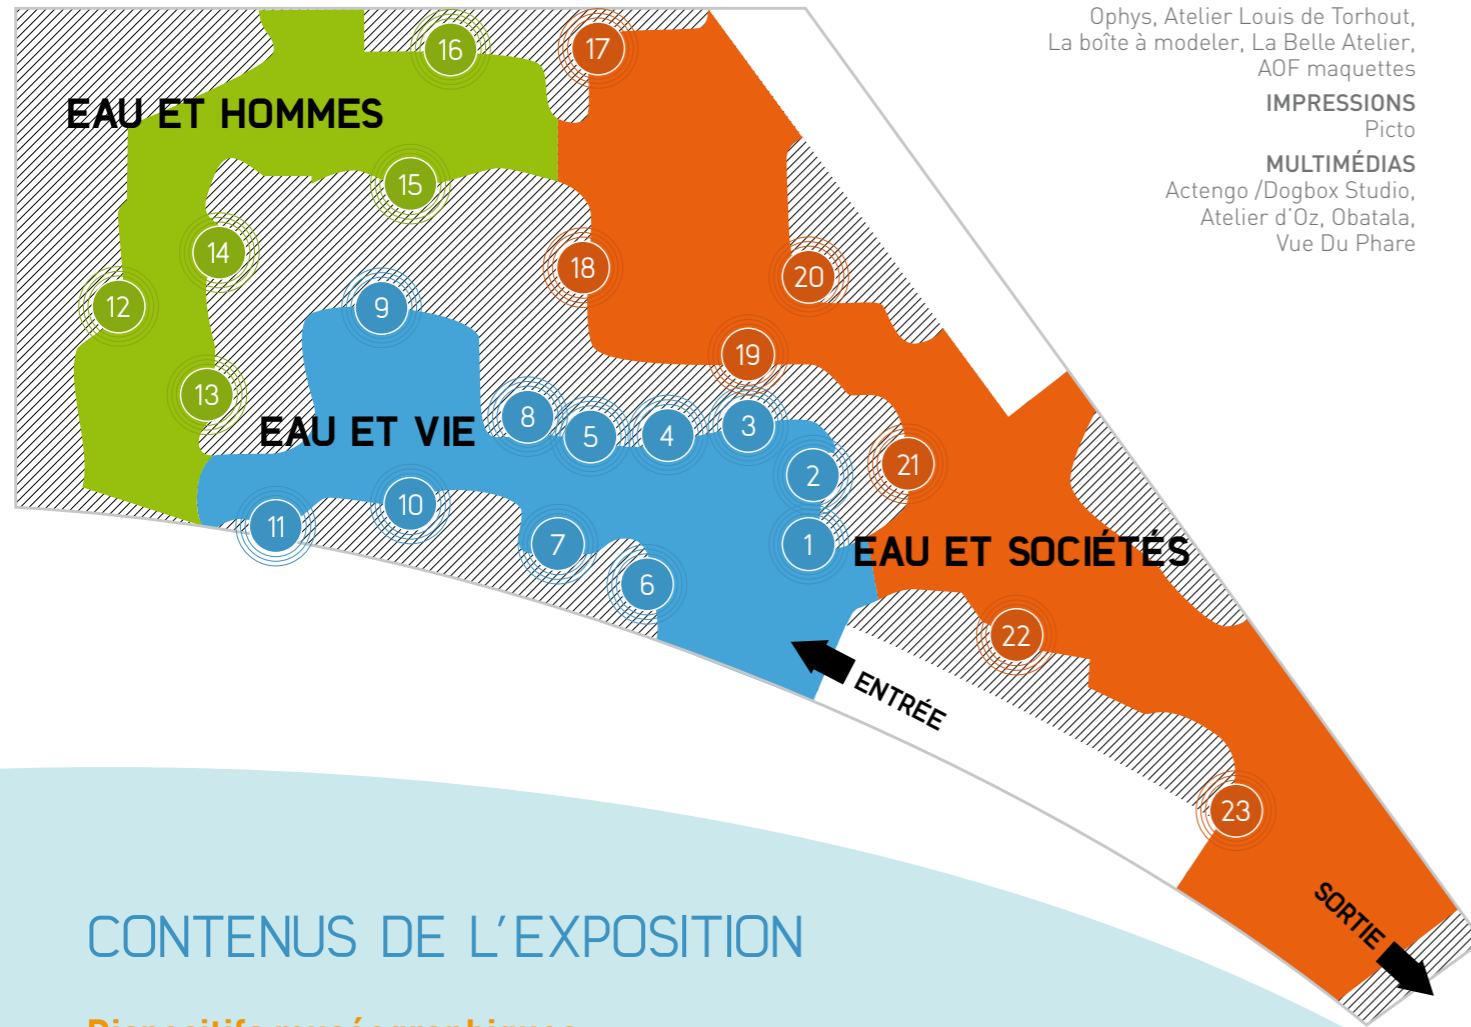 Ophys, Atelier Louis de Torhout,
La boîte à modeler, La Belle Atelier,
AOF maquettes
IMPRESSIONS
Picto
MULTIMÉDIAS
Actengo /Dogbox Studio,
Atelier d'Oz, Obatala,
Vue Du Phare
16
17
EAU ET HOMMES
15
14
18
20
12
9
19
13
8
5
4
3
EAU ET VIE
2
21
10
11
7
1
EAU ET SOCIÉTÉS
6
22
ENTRÉE
23
SORTIE
CONTENUS DE L'EXPOSITION
Dispositifs muséographiques